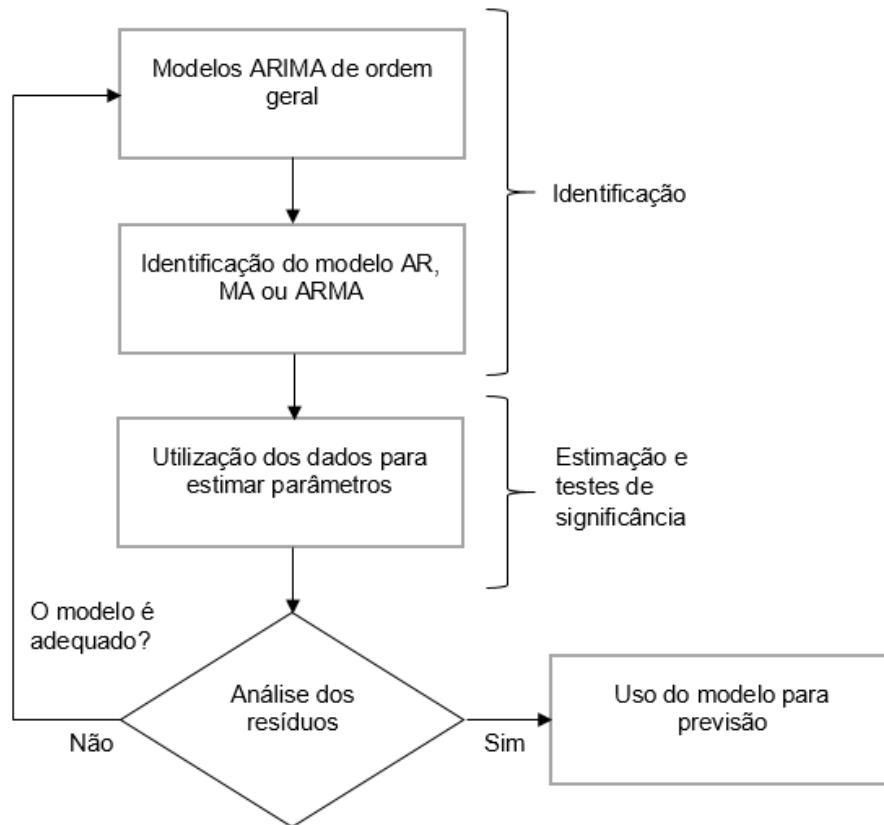 Modelos ARIMA de ordem
geral
Identificação
Identificação do modelo AR,
MA ou ARMA
Utilização dos dados para
estimar parâmetros
Estimação e
testes de
significância
O modelo é
adequado?
Análise dos
resíduos
Não
Sim
Uso do modelo para
previsão